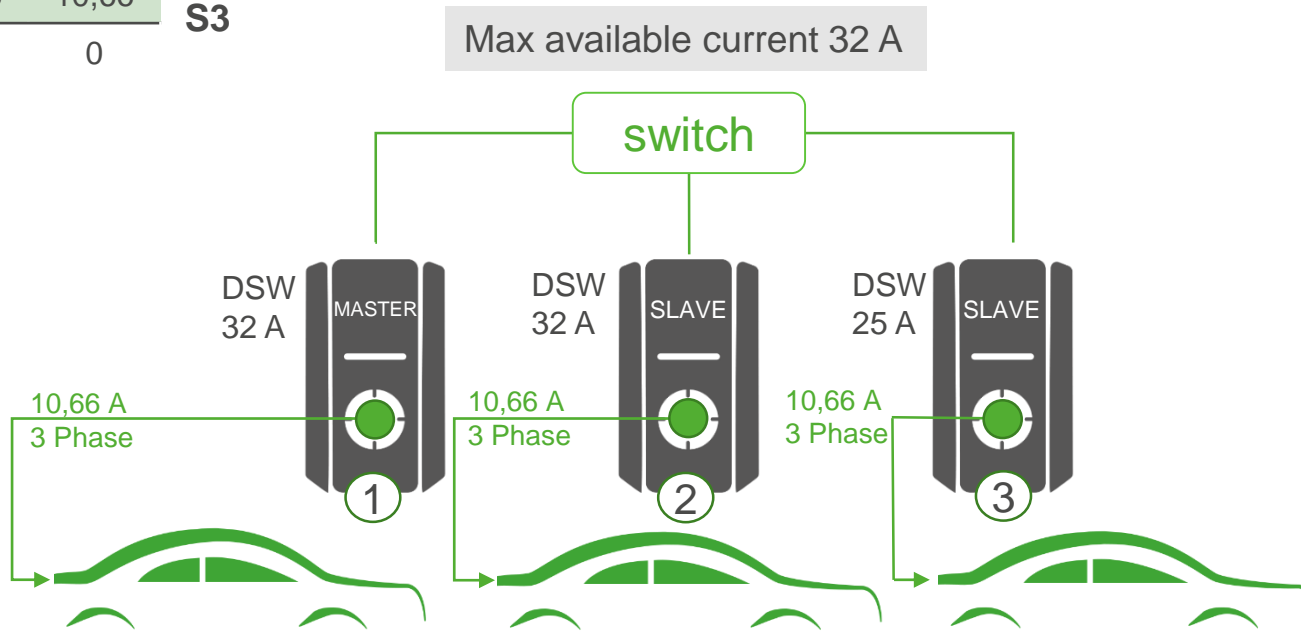 S3
0
Max available current 32 A
switch
DSW
32 A
MASTER
DSW
32 A
SLAVE
DSW
25 A
SLAVE
10,66 A
3 Phase
10,66 A
3 Phase
10,66 A
3 Phase
1
2
3